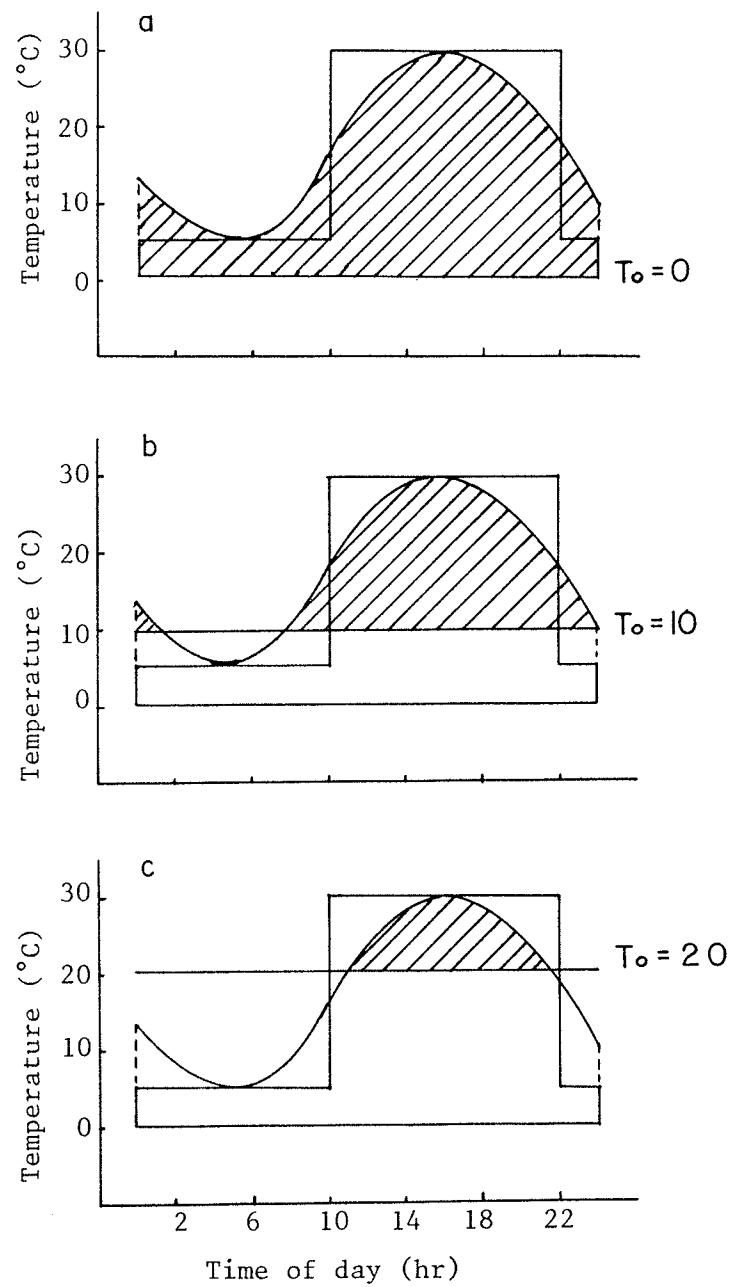 a
Temperature (°C)
30
20
10
0
To = 0
b
Temperature (°C)
30
20
10
0
To = 10
c
Temperature (°C)
30
20
10
0
To = 20
2 6 10 14 18 22
Time of day (hr)